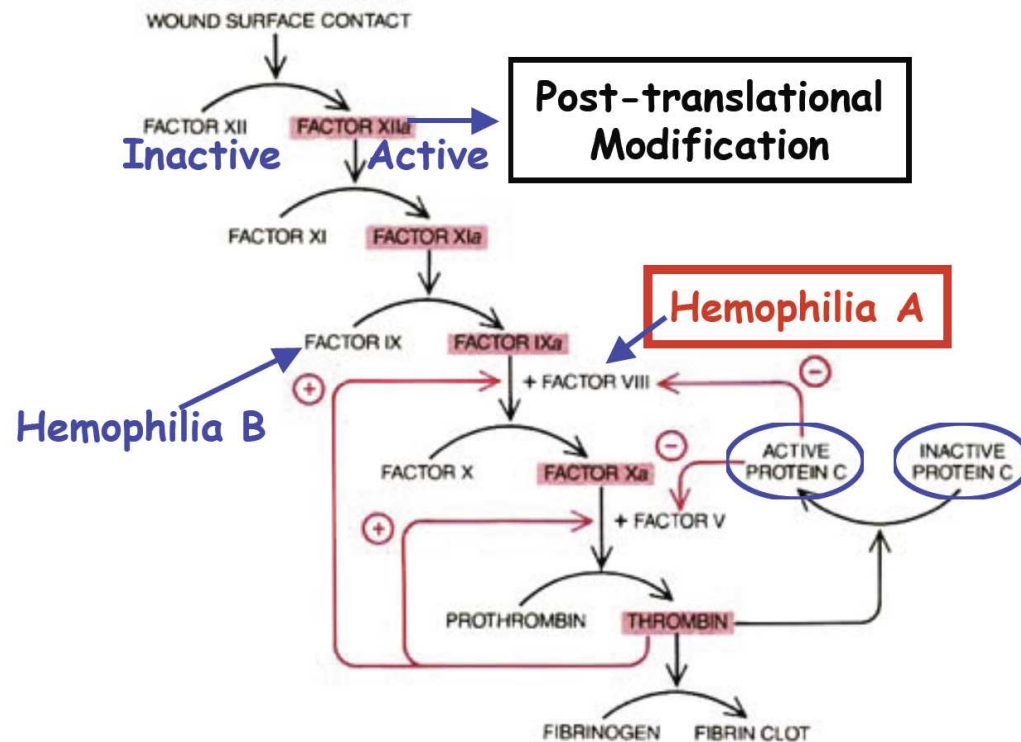 WOUND SURFACE CONTACT
Post-translational
Modification
FACTOR XII FACTOR XIIa
Inactive Active
FACTOR XI FACTOR XIa
Hemophilia A
FACTOR IX FACTOR IXa
+ FACTOR VIII
Hemophilia B
ACTIVE
PROTEIN C
INACTIVE
PROTEIN C
FACTOR X FACTOR Xa
+ FACTOR V
PROTHROMBIN THROMBIN
FIBRINOGEN FIBRIN CLOT